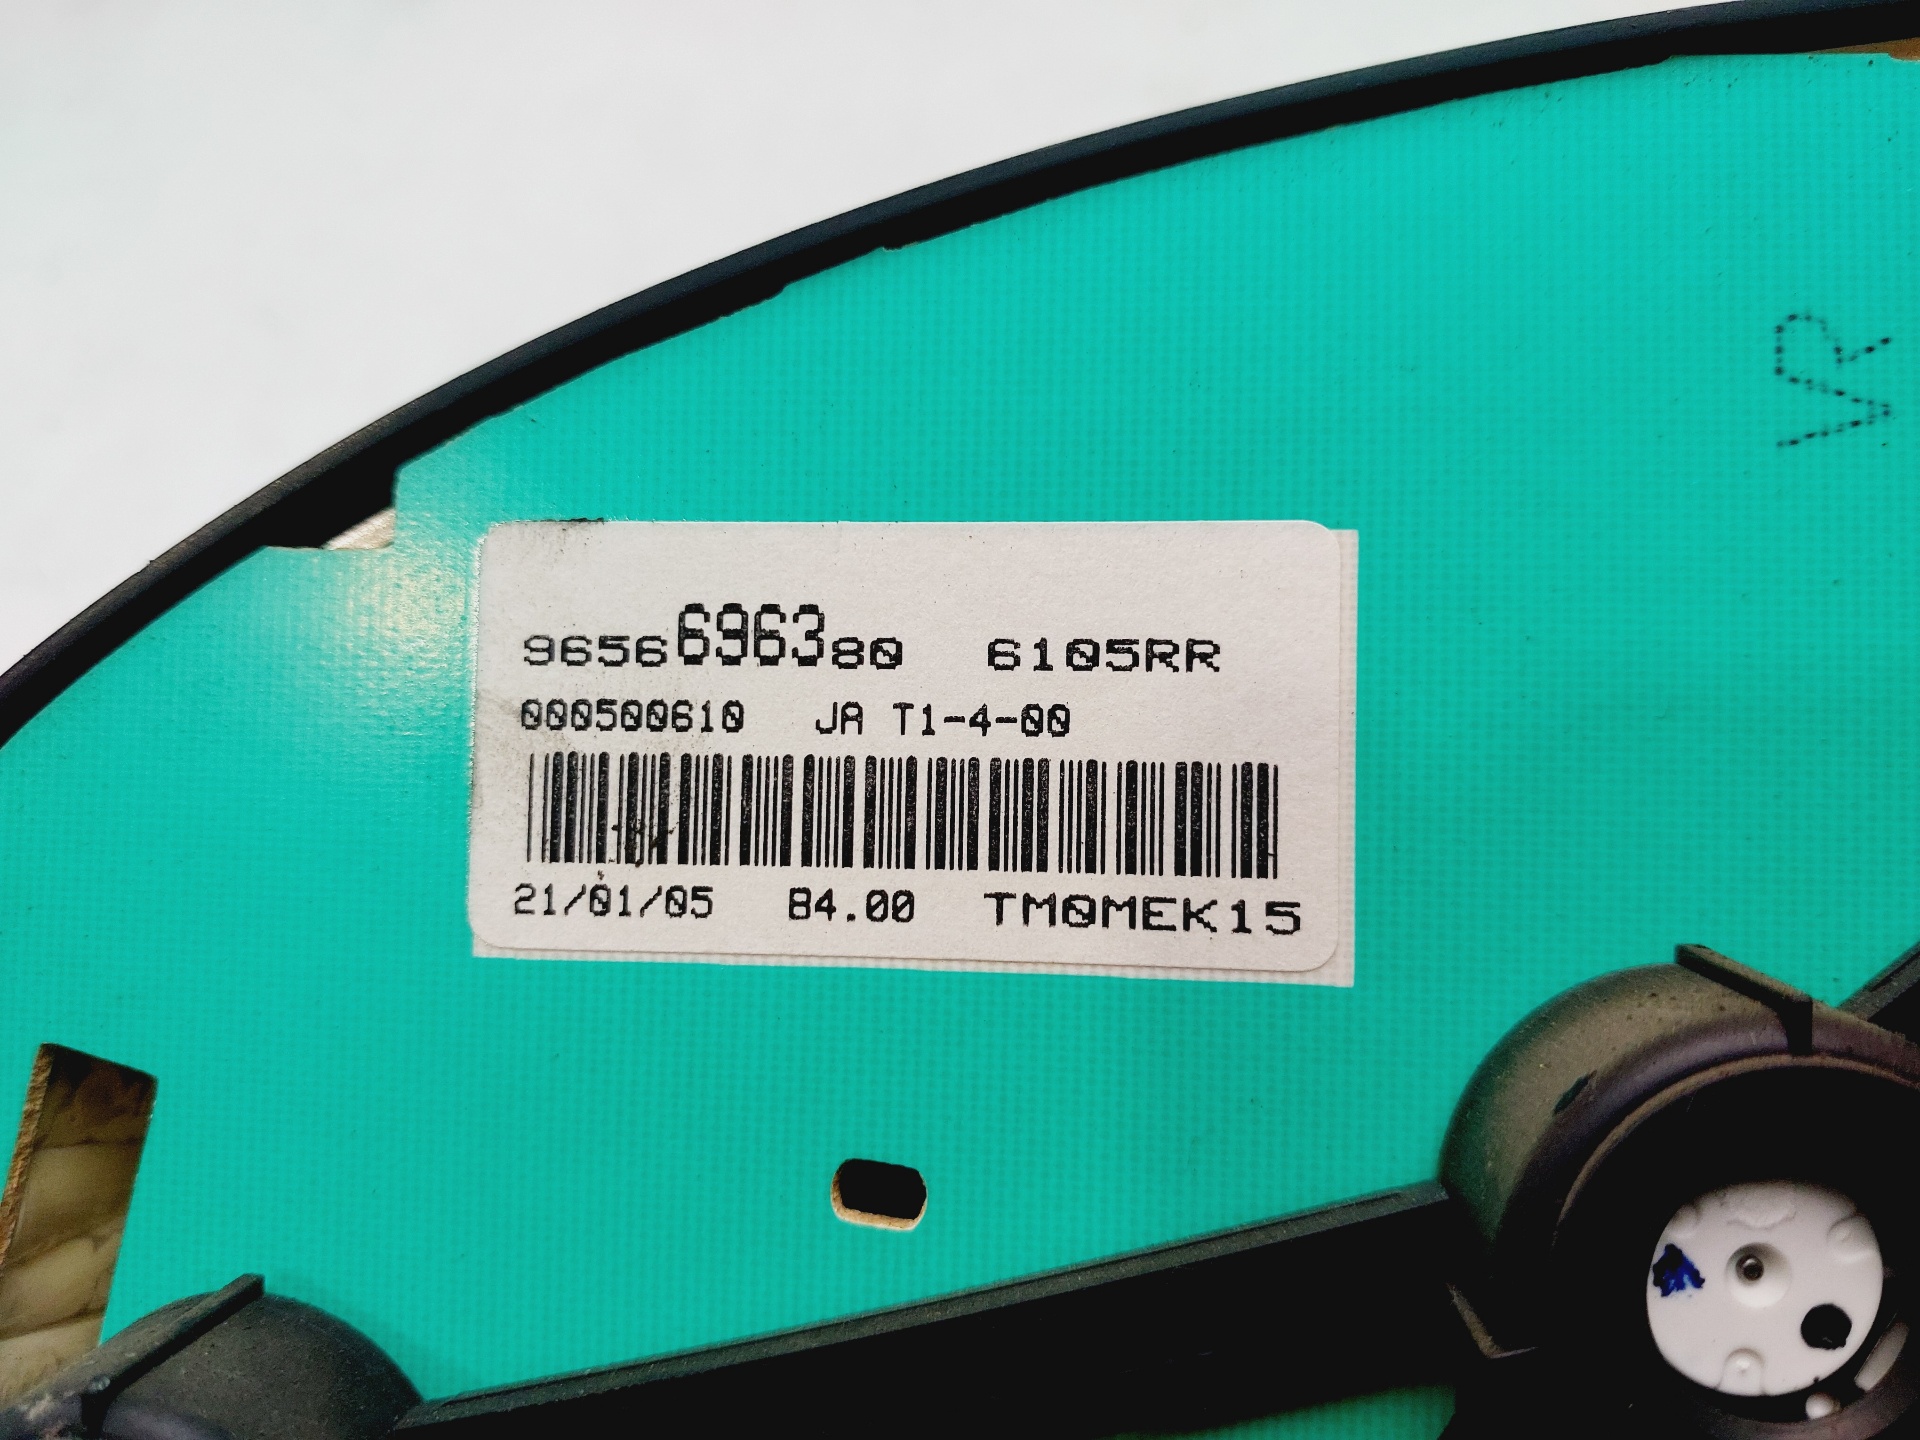 9656696380 6105RR
000500610 JA T1-4-00
21/01/05 84.00 TM0MEK15
VR